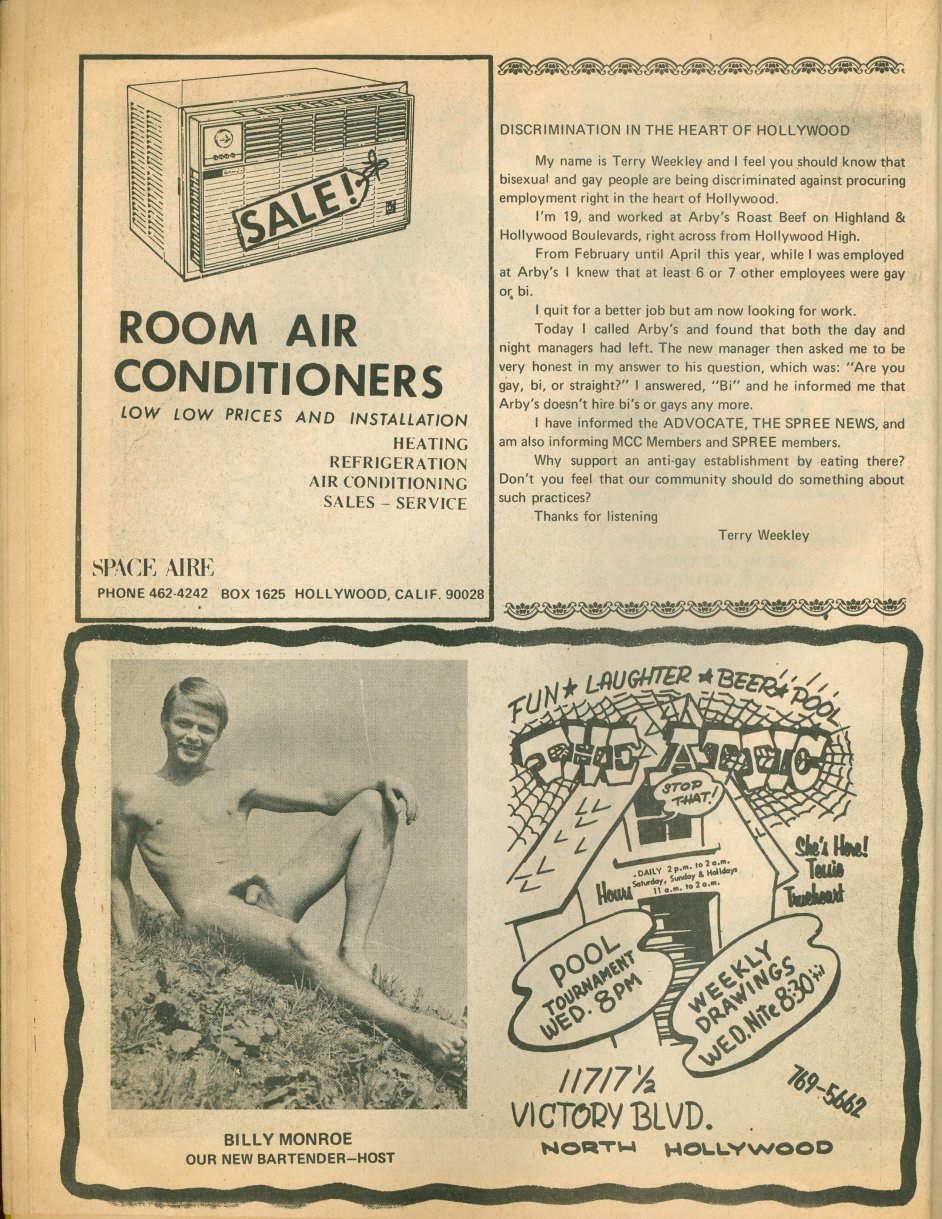 SALE!
ROOM AIR
CONDITIONERS
LOW LOW PRICES AND INSTALLATION
HEATING
REFRIGERATION
AIR CONDITIONING
SALES – SERVICE
SPACE AIRE
PHONE 462-4242 BOX 1625 HOLLYWOOD, CALIF. 90028
DISCRIMINATION IN THE HEART OF HOLLYWOOD
My name is Terry Weekley and I feel you should know that
bisexual and gay people are being discriminated against procuring
employment right in the heart of Hollywood.
I'm 19, and worked at Arby's Roast Beef on Highland &
Hollywood Boulevards, right across from Hollywood High.
From February until April this year, while I was employed
at Arby's I knew that at least 6 or 7 other employees were gay
or bi.
I quit for a better job but am now looking for work.
Today I called Arby's and found that both the day and
night managers had left. The new manager then asked me to be
very honest in my answer to his question, which was: "Are you
gay, bi, or straight?" I answered, "Bi" and he informed me that
Arby's doesn't hire bi's or gays any more.
I have informed the ADVOCATE, THE SPREE NEWS, and
am also informing MCC Members and SPREE members.
Why support an anti-gay establishment by eating there?
Don't you feel that our community should do something about
such practices?
Thanks for listening
Terry Weekley
BILLY MONROE
OUR NEW BARTENDER—HOST
FUN ★ LAUGHTER ★ BEER ★ POOL
THE ATTIC
STOP
THAT!
She's Here!
Tessie
Trueheart
Hours
DAILY 2 p.m. to 2 a.m.
Saturday, Sunday & Holidays
11 a.m. to 2 a.m.
POOL
TOURNAMENT
WED. 8 PM
WEEKLY
DRAWINGS
WED. Nite 8:30
11717 ½
VICTORY BLVD.
NORTH HOLLYWOOD
769-5662